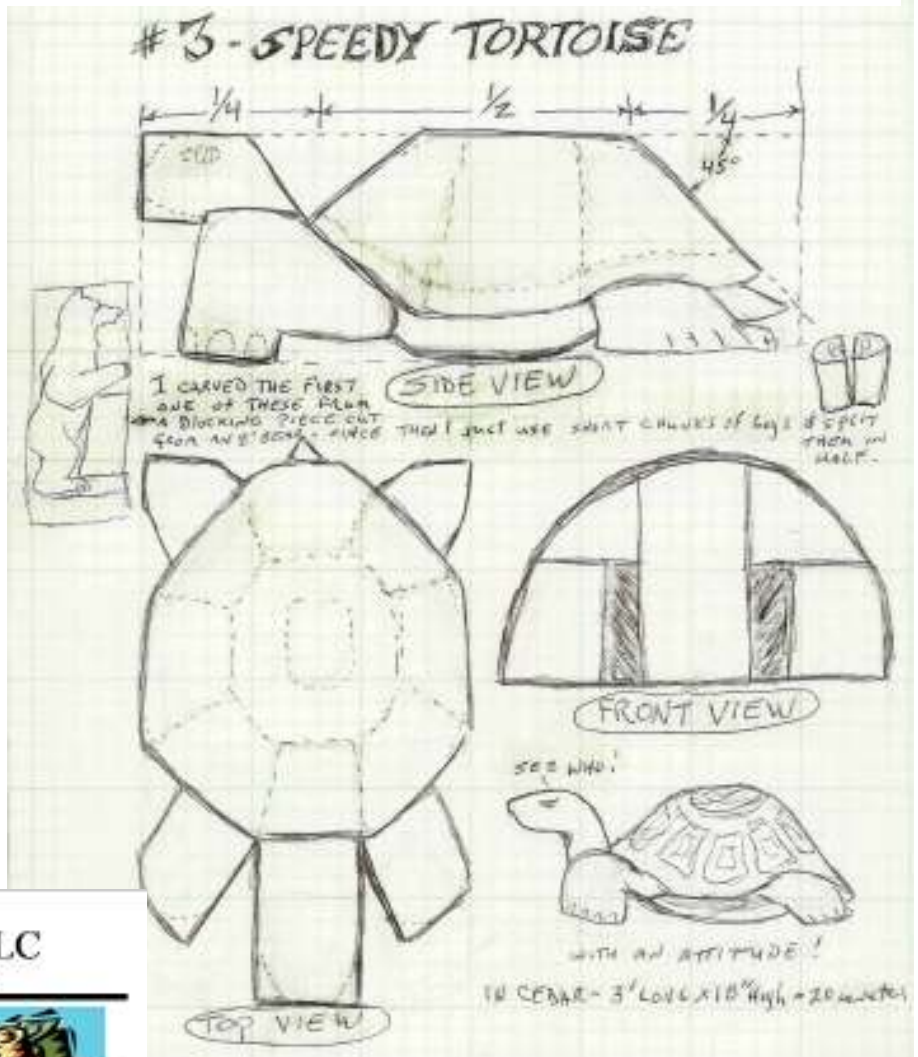 #3 - SPEEDY TORTOISE
1/4 1/2 1/4
45°
SIDE VIEW
I CARVED THE FIRST
ONE OF THESE FROM
A BLOCKING PIECE CUT
FROM AN 8' BEAR - SINCE THEN I JUST USE SHORT CHUNKS of logs & SPLIT
THEM IN
HALF.
FRONT VIEW
SEZ WHO!
WITH AN ATTITUDE!
IN CEDAR - 3' LONG X 18" High
TOP VIEW
LC